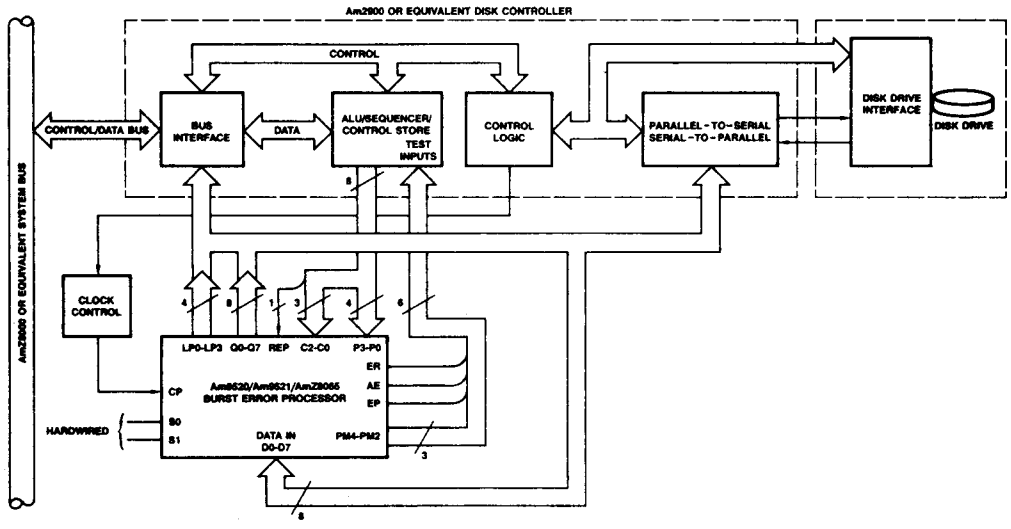 Am2900 OR EQUIVALENT DISK CONTROLLER
CONTROL
AmZ8000 OR EQUIVALENT SYSTEM BUS
CONTROL/DATA BUS
BUS
INTERFACE
DATA
ALU/SEQUENCER/
CONTROL STORE
TEST
INPUTS
CONTROL
LOGIC
PARALLEL-TO-SERIAL
SERIAL-TO-PARALLEL
DISK DRIVE
INTERFACE
DISK DRIVE
8
CLOCK
CONTROL
4
8
1
3
4
6
LP0-LP3
Q0-Q7
REP
C2-C0
P3-P0
ER
AE
EP
PM4-PM2
3
Am9520/Am9521/AmZ8065
BURST ERROR PROCESSOR
CP
S0
S1
HARDWIRED
DATA IN
D0-D7
8